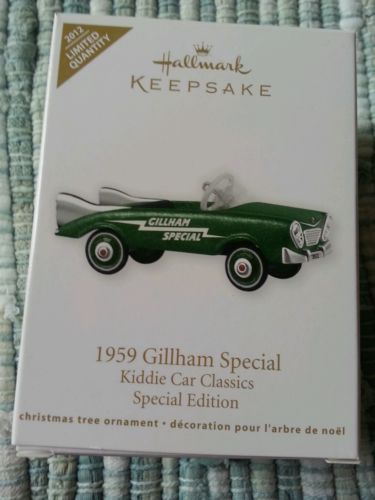 2012
LIMITED
QUANTITY
Hallmark
KEEPSAKE
GILLHAM
SPECIAL
1959 Gillham Special
Kiddie Car Classics
Special Edition
christmas tree ornament • décoration pour l'arbre de noël